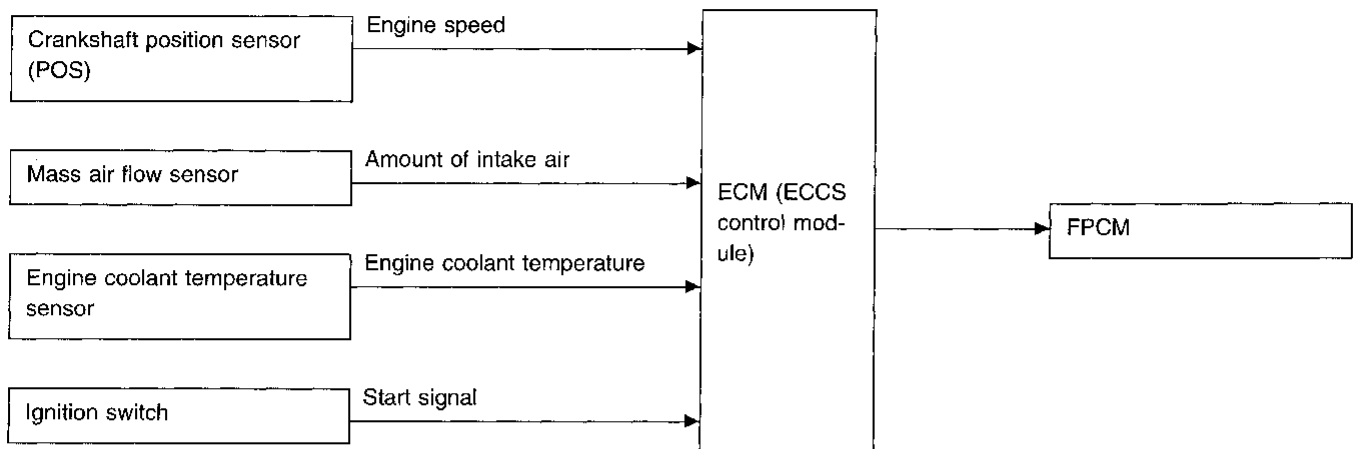 Crankshaft position sensor
(POS)
Engine speed
Mass air flow sensor
Amount of intake air
Engine coolant temperature
sensor
Engine coolant temperature
Ignition switch
Start signal
ECM (ECCS
control mod-
ule)
FPCM